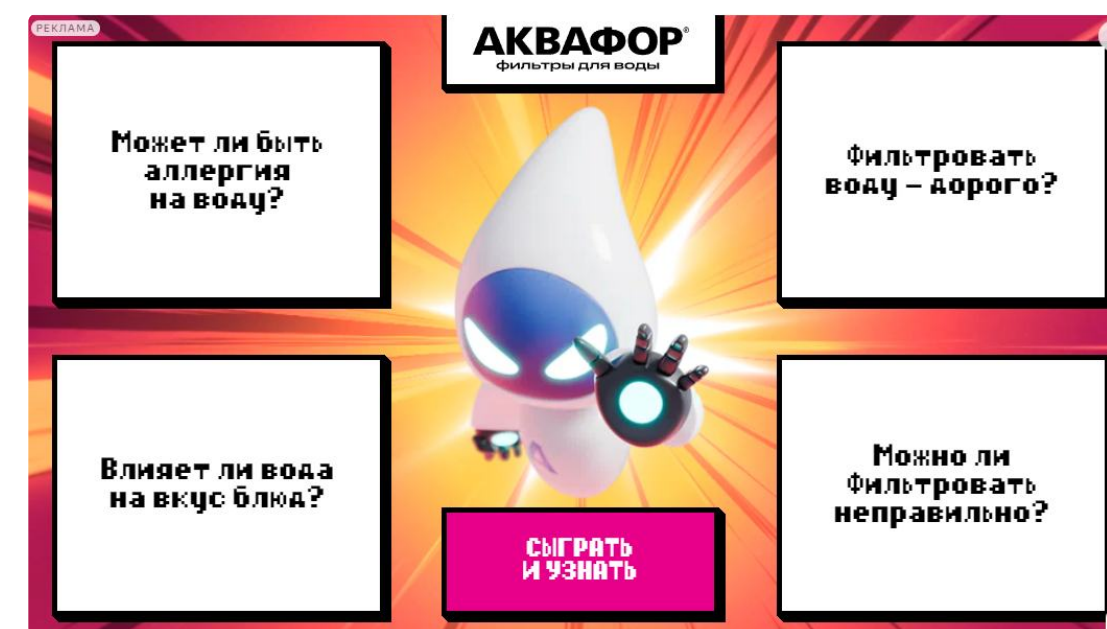 РЕКЛАМА
АКВАФОР®
фильтры для воды
Может ли быть
аллергия
на воду?
Фильтровать
воду – дорого?
Влияет ли вода
на вкус блюд?
Можно ли
фильтровать
неправильно?
СЫГРАТЬ
И УЗНАТЬ